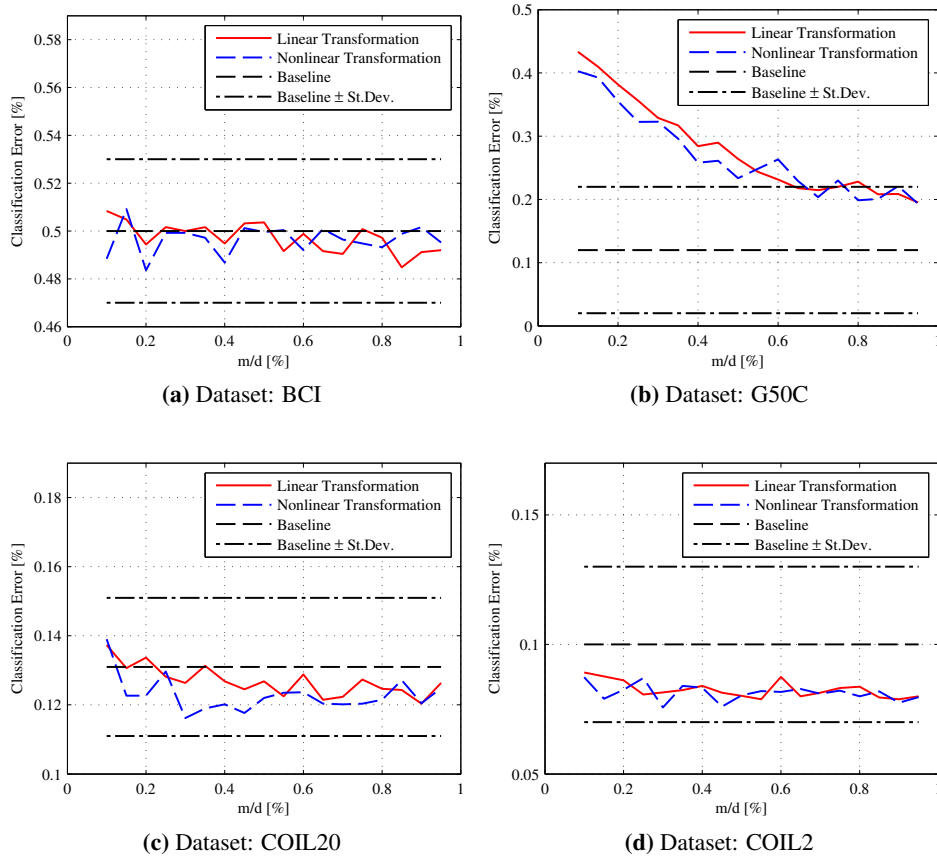 0.58
0.56
0.54
0.52
0.5
0.48
0.46
Classification Error [%]
Linear Transformation
Nonlinear Transformation
Baseline
Baseline ± St.Dev.
0
0.2
0.4
0.6
0.8
1
m/d [%]
(a) Dataset: BCI
0.5
0.4
0.3
0.2
0.1
0
Classification Error [%]
Linear Transformation
Nonlinear Transformation
Baseline
Baseline ± St.Dev.
0
0.2
0.4
0.6
0.8
1
m/d [%]
(b) Dataset: G50C
0.18
0.16
0.14
0.12
0.1
Classification Error [%]
Linear Transformation
Nonlinear Transformation
Baseline
Baseline ± St.Dev.
0
0.2
0.4
0.6
0.8
1
m/d [%]
(c) Dataset: COIL20
0.15
0.1
0.05
Classification Error [%]
Linear Transformation
Nonlinear Transformation
Baseline
Baseline ± St.Dev.
0
0.2
0.4
0.6
0.8
1
m/d [%]
(d) Dataset: COIL2